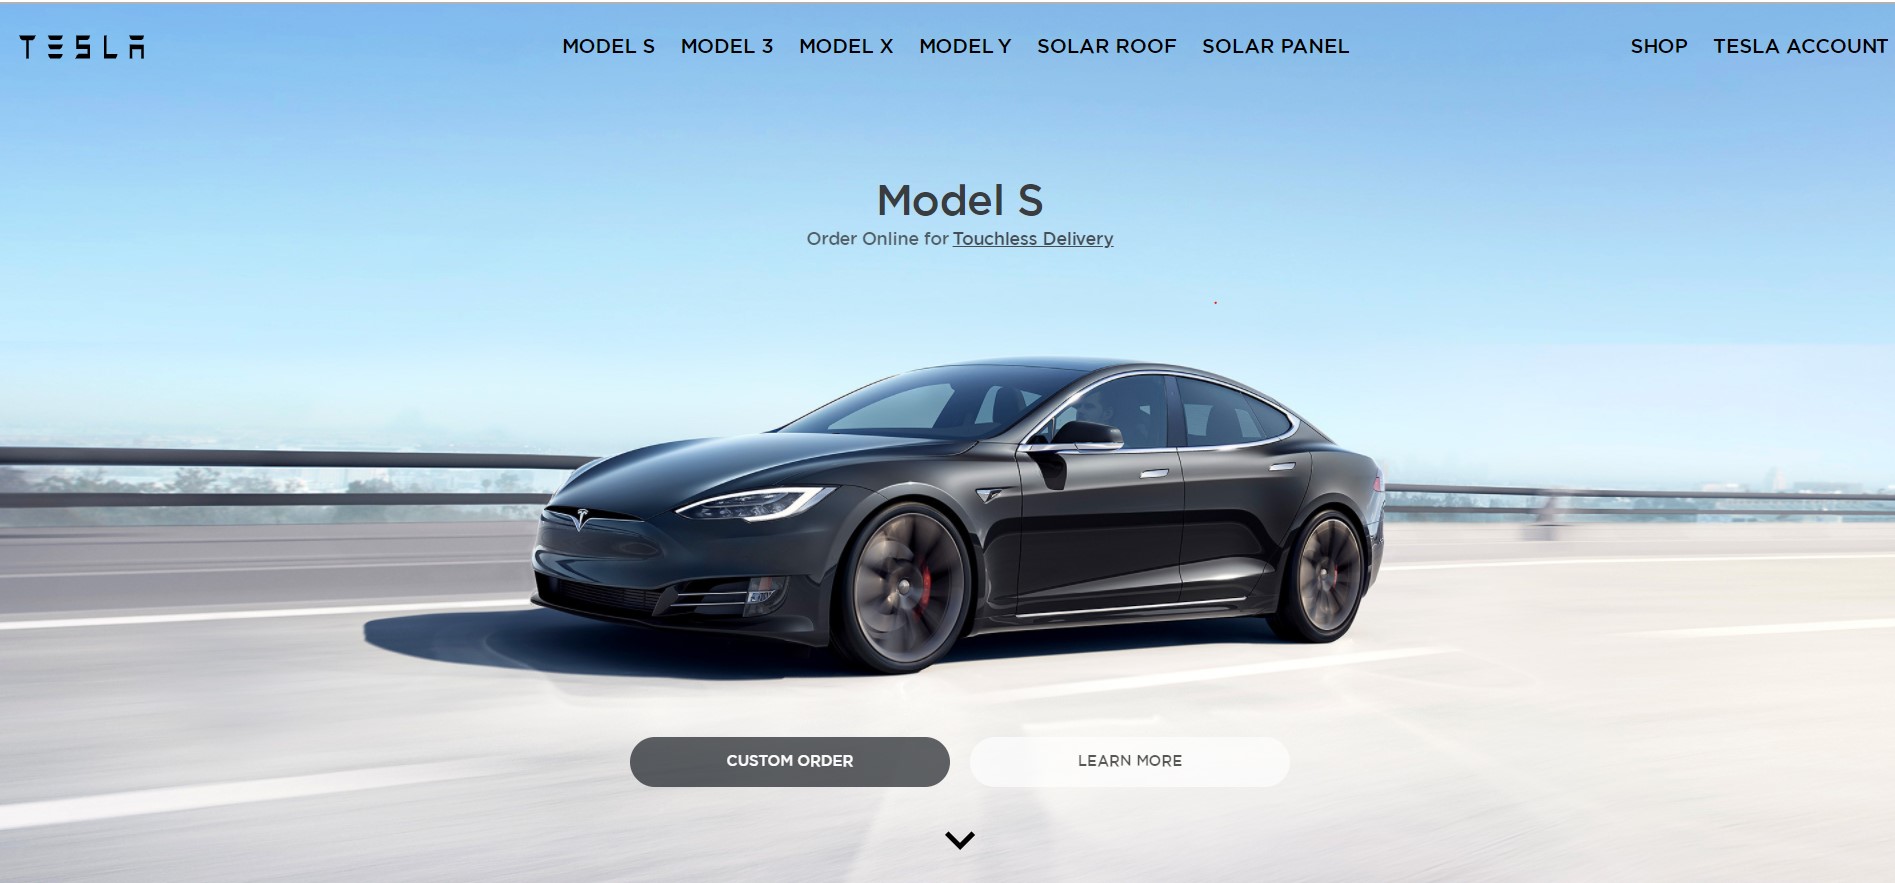 TESLA
MODEL S MODEL 3 MODEL X MODEL Y SOLAR ROOF SOLAR PANEL
SHOP TESLA ACCOUNT
Model S
Order Online for Touchless Delivery
CUSTOM ORDER
LEARN MORE